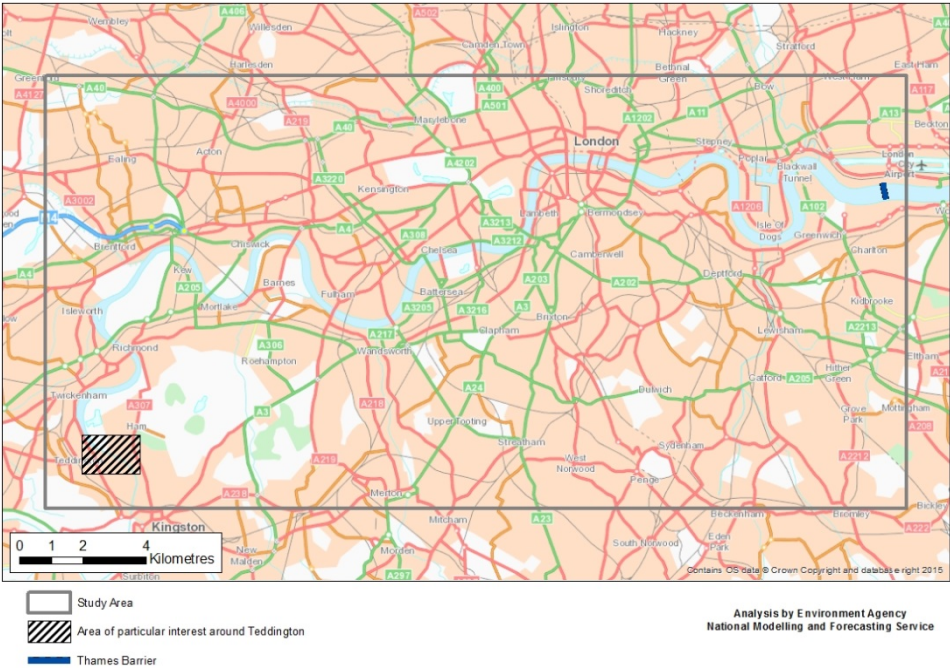 A406
A502
Wembley
Willesden
Islington
Hackney
Camden Town
Stratford
Harlesden
Bethnal
Green
East Ham
A40
A400
A117
A4127
A4000
A501
Shoreditch
Bow
A219
A1202
A11
A13
A40
Marylebone
Beckton
Acton
London
Stepney
Ealing
A4202
Poplar
London
City
Airport
Blackwall
Tunnel
A3220
Kensington
A3002
A1206
A102
Lambeth
Bermondsey
A4
A308
A3213
Isle Of
Dogs
Greenwich
Brentford
Chiswick
Chelsea
A3212
Charlton
Camberwell
A4
Kew
Deptford
A205
Barnes
A203
A202
Fulham
Battersea
Kidbrooke
Isleworth
Mortlake
A3205
A3216
A3
Brixton
A217
Clapham
Lewisham
A2213
Richmond
A306
Wandsworth
Roehampton
Eltham
Hither
Green
Catford
A205
A24
Dulwich
Twickenham
A307
A3
A218
Grove
Park
Mottingham
Ham
Upper Tooting
A208
Streatham
Sydenham
A219
West
Norwood
A2212
Penge
A238
Merton
Kingston
Mitcham
A23
Beckenham
Bromley
Bickley
A222
0 1 2 4
Kilometres
New
Malden
Morden
South Norwood
Eden
Park
A297
Surbiton
Contains OS data © Crown Copyright and database right 2015
Study Area
Area of particular interest around Teddington
Thames Barrier
Analysis by Environment Agency
National Modelling and Forecasting Service